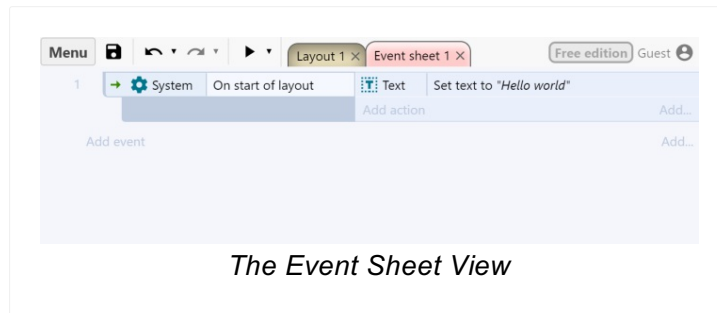 Menu Layout 1 × Event sheet 1 × Free edition Guest
1 System On start of layout Text Set text to "Hello world"
Add action Add...
Add event Add...
The Event Sheet View